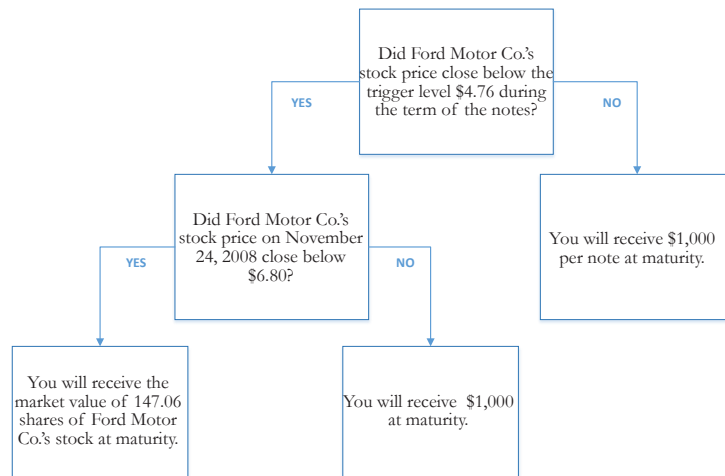 Did Ford Motor Co.'s
stock price close below the
trigger level $4.76 during
the term of the notes?
YES
NO
Did Ford Motor Co.'s
stock price on November
24, 2008 close below
$6.80?
You will receive $1,000
per note at maturity.
YES
NO
You will receive the
market value of 147.06
shares of Ford Motor
Co.'s stock at maturity.
You will receive $1,000
at maturity.